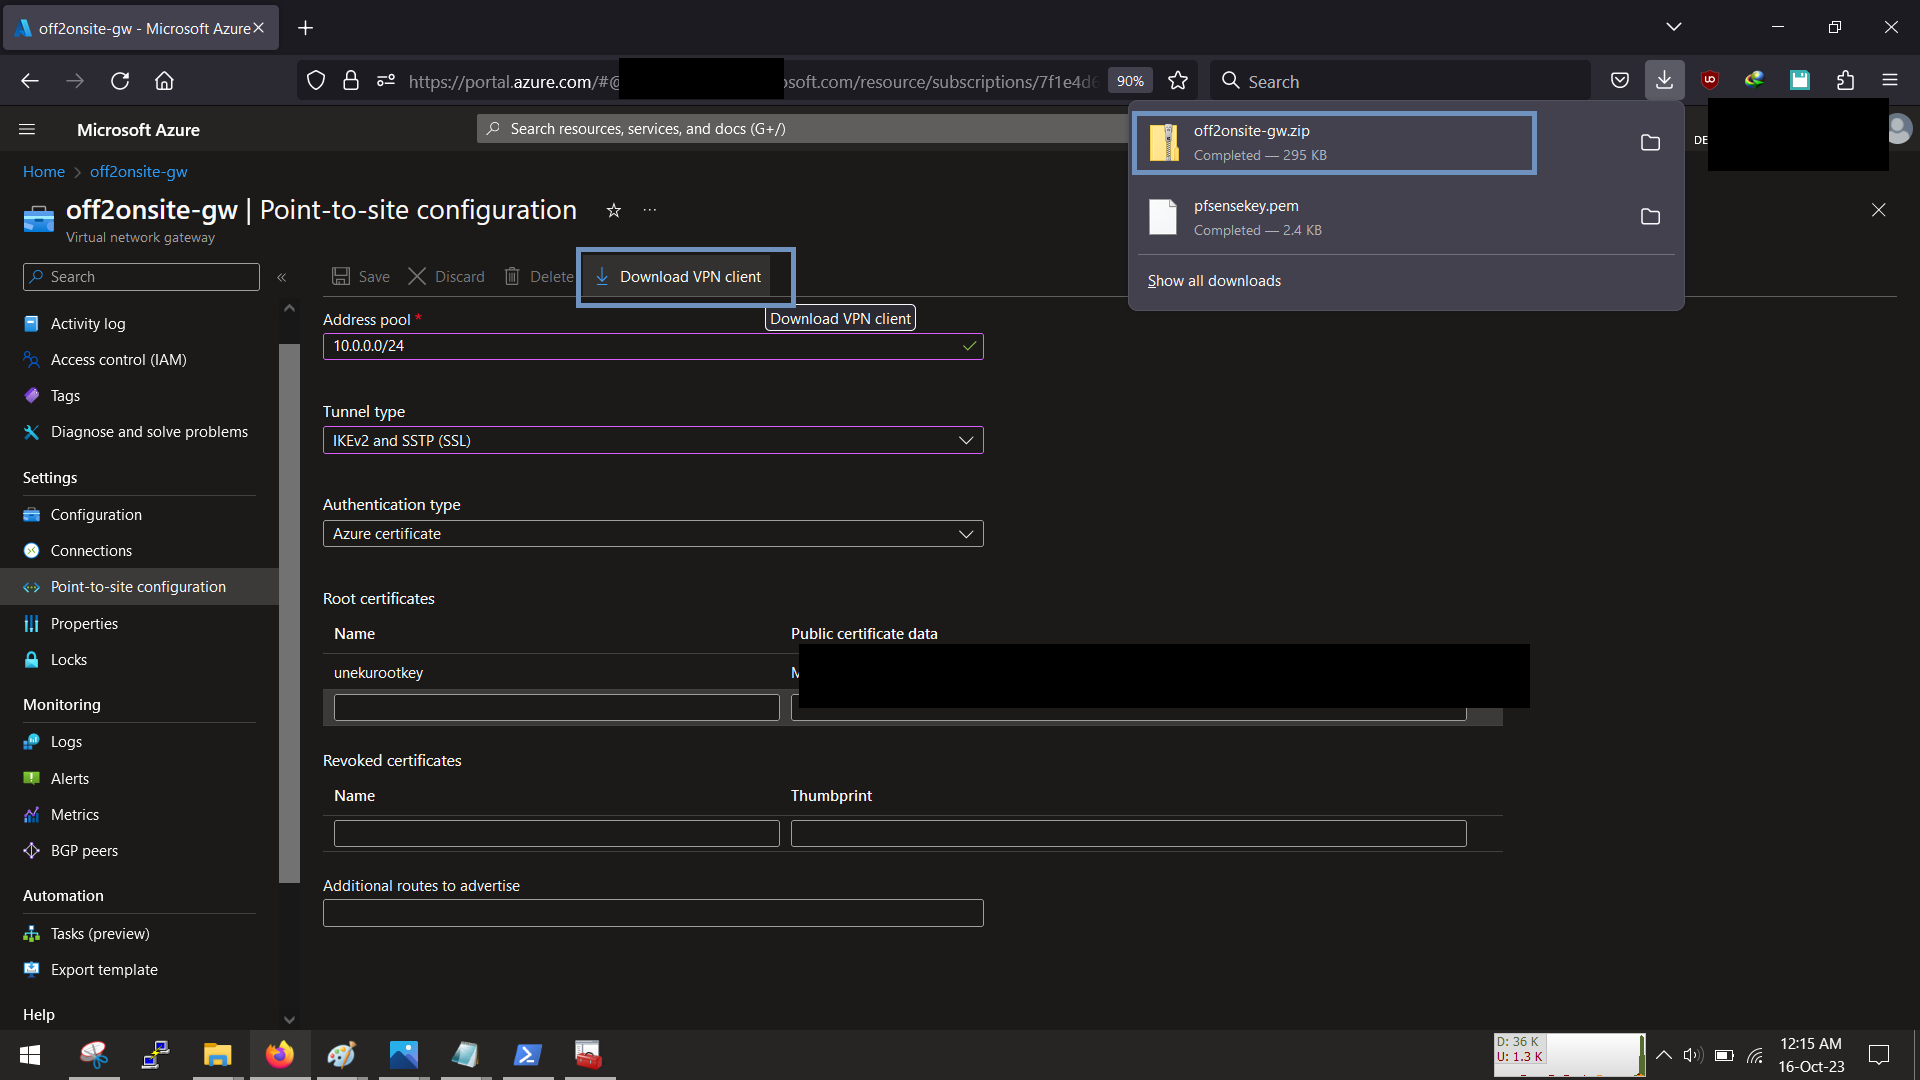 off2onsite-gw - Microsoft Azure
https://portal.azure.com/#@
osoft.com/resource/subscriptions/7f1e4d6
90%
Search
Microsoft Azure
Search resources, services, and docs (G+/)
DE
off2onsite-gw.zip
Completed — 295 KB
pfsensekey.pem
Completed — 2.4 KB
Show all downloads
Home > off2onsite-gw
off2onsite-gw | Point-to-site configuration
Virtual network gateway
Search
«
Save
Discard
Delete
Download VPN client
Download VPN client
Activity log
Access control (IAM)
Tags
Diagnose and solve problems
Settings
Configuration
Connections
Point-to-site configuration
Properties
Locks
Monitoring
Logs
Alerts
Metrics
BGP peers
Automation
Tasks (preview)
Export template
Help
Address pool *
10.0.0.0/24
Tunnel type
IKEv2 and SSTP (SSL)
Authentication type
Azure certificate
Root certificates
Name
Public certificate data
unekurootkey
Revoked certificates
Name
Thumbprint
Additional routes to advertise
D: 36 K
U: 1.3 K
12:15 AM
16-Oct-23